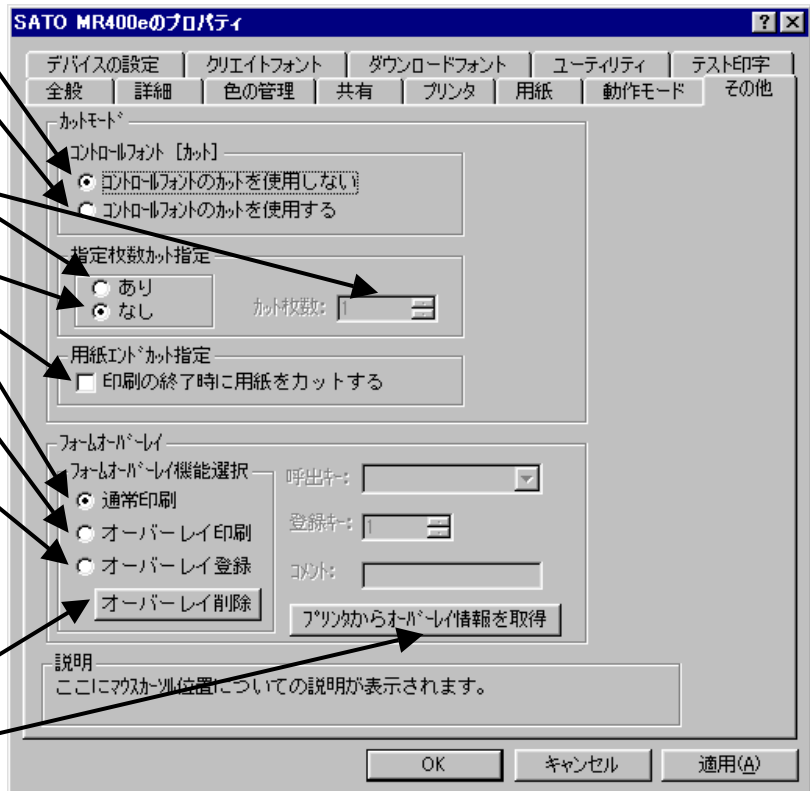 SATO MR400eのプロパティ
デバイスの設定 クリエイトフォント ダウンロードフォント ユーティリティ テスト印字
全般 詳細 色の管理 共有 プリンタ 用紙 動作モード その他
ｶｯﾄﾓｰﾄﾞ
ｺﾝﾄﾛｰﾙﾌｫﾝﾄ [ｶｯﾄ]
ｺﾝﾄﾛｰﾙﾌｫﾝﾄのｶｯﾄを使用しない
ｺﾝﾄﾛｰﾙﾌｫﾝﾄのｶｯﾄを使用する
指定枚数ｶｯﾄ指定
あり
なし
ｶｯﾄ枚数: 1
用紙ｴﾝﾄﾞｶｯﾄ指定
印刷の終了時に用紙をカットする
ﾌｫｰﾑｵｰﾊﾞｰﾚｲ
ﾌｫｰﾑｵｰﾊﾞｰﾚｲ機能選択
通常印刷
オーバーレイ印刷
オーバーレイ登録
オーバーレイ削除
呼出ｷｰ:
登録ｷｰ: 1
ｺﾒﾝﾄ:
ﾌﾟﾘﾝﾀからｵｰﾊﾞｰﾚｲ情報を取得
説明
ここにﾏｳｽｶｰｿﾙ位置についての説明が表示されます。
OK キャンセル 適用(A)